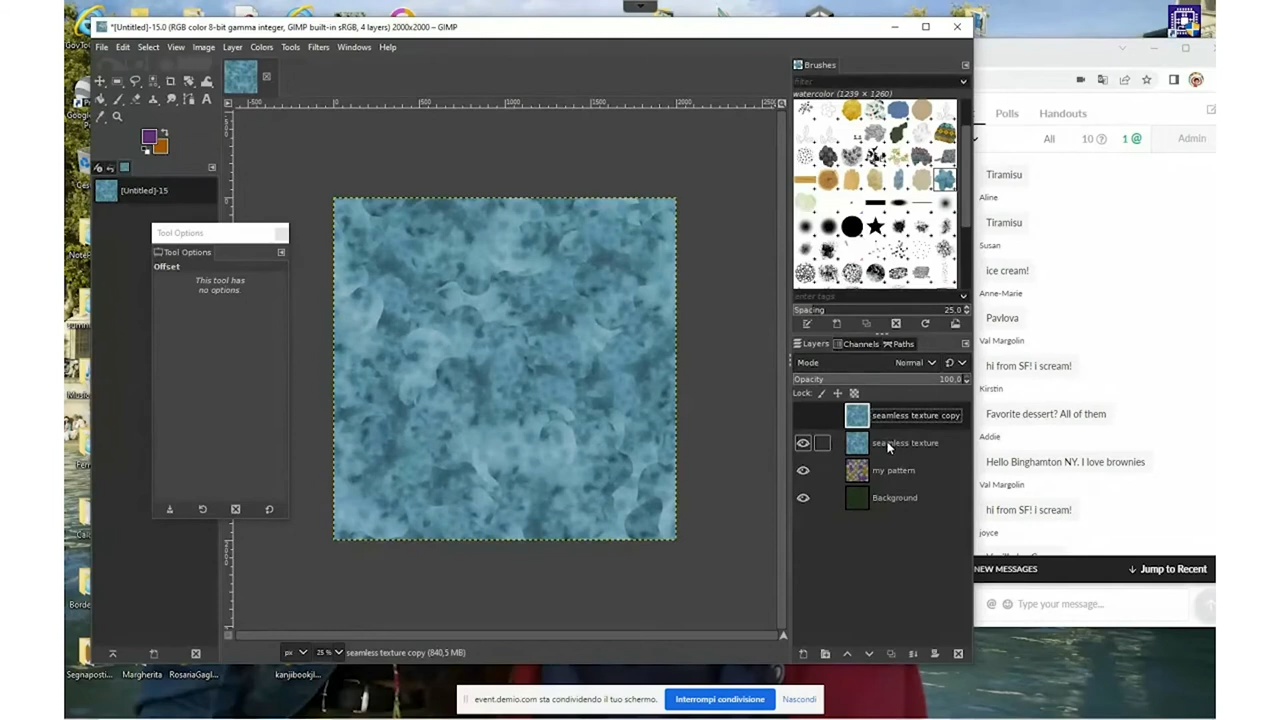 *[Untitled]-15.0 (RGB color 8-bit gamma integer, GIMP built-in sRGB, 4 layers) 2000x2000 – GIMP
File Edit Select View Image Layer Colors Tools Filters Windows Help
Brushes
filter
watercolor (1239 × 1260)
[Untitled]-15
Tool Options
Tool Options
Offset
This tool has
no options.
enter tags
Spacing 25,0
Layers Channels Paths
Mode Normal
Opacity 100,0
Lock:
seamless texture copy
seamless texture
my pattern
Background
px 25 % seamless texture copy (840,5 MB)
Polls Handouts
All 10 1 @ Admin
Tiramisu
Aline
Tiramisu
Susan
ice cream!
Anne-Marie
Pavlova
Val Margolin
hi from SF! i scream!
Kirstin
Favorite dessert? All of them
Addie
Hello Binghamton NY. I love brownies
Val Margolin
hi from SF! i scream!
joyce
NEW MESSAGES Jump to Recent
@ Type your message...
Margherita
event.demio.com sta condividendo il tuo schermo. Interrompi condivisione Nascondi